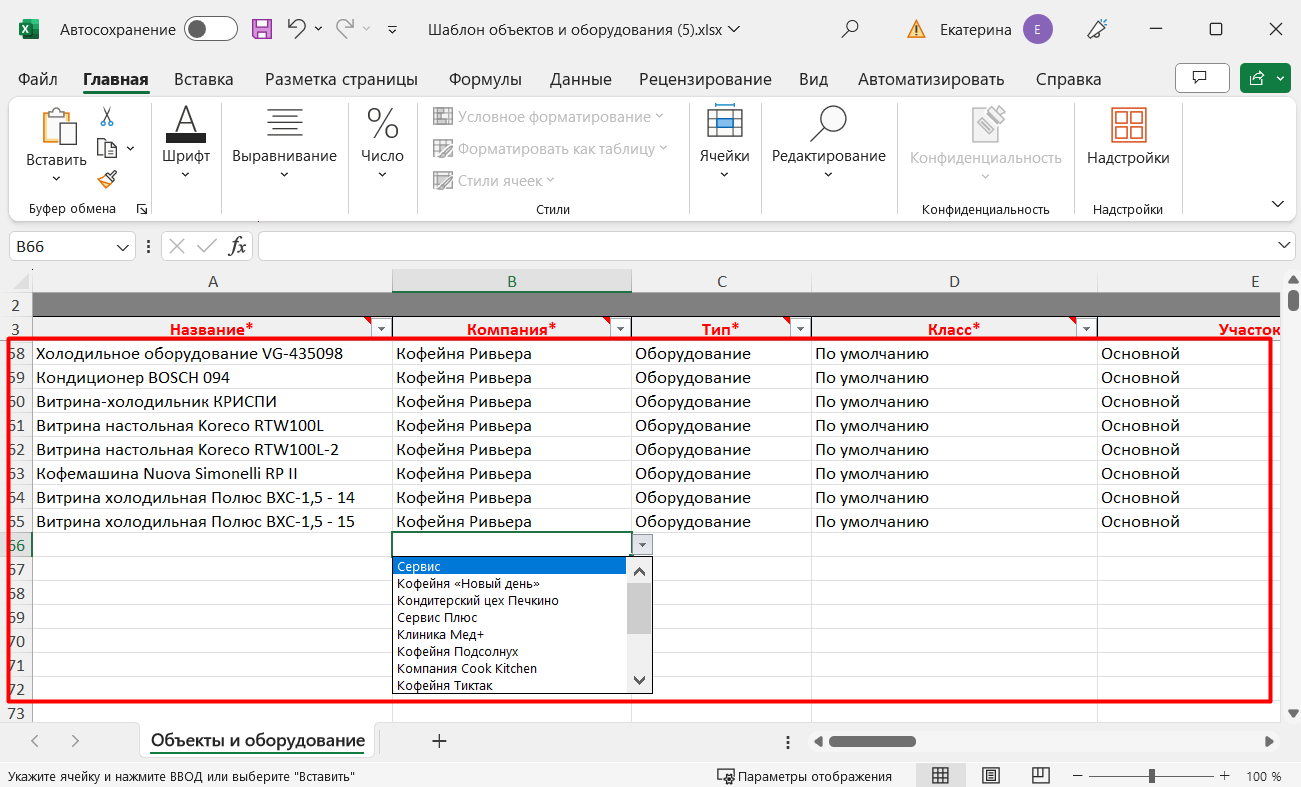 Автосохранение Шаблон объектов и оборудования (5).xlsx Екатерина E
Файл Главная Вставка Разметка страницы Формулы Данные Рецензирование Вид Автоматизировать Справка
Вставить Шрифт Выравнивание % Число Условное форматирование Ячейки Редактирование Конфиденциальность Надстройки
Форматировать как таблицу
Стили ячеек
Буфер обмена Стили Конфиденциальность Надстройки
B66 fx
A B C D E
2
3 Название* Компания* Тип* Класс* Участок
58 Холодильное оборудование VG-435098 Кофейня Ривьера Оборудование По умолчанию Основной
59 Кондиционер BOSCH 094 Кофейня Ривьера Оборудование По умолчанию Основной
60 Витрина-холодильник КРИСПИ Кофейня Ривьера Оборудование По умолчанию Основной
61 Витрина настольная Koreco RTW100L Кофейня Ривьера Оборудование По умолчанию Основной
62 Витрина настольная Koreco RTW100L-2 Кофейня Ривьера Оборудование По умолчанию Основной
63 Кофемашина Nuova Simonelli RP II Кофейня Ривьера Оборудование По умолчанию Основной
64 Витрина холодильная Полюс ВХС-1,5 - 14 Кофейня Ривьера Оборудование По умолчанию Основной
65 Витрина холодильная Полюс ВХС-1,5 - 15 Кофейня Ривьера Оборудование По умолчанию Основной
66
67
68
69
70
71
72
73
Сервис
Кофейня «Новый день»
Кондитерский цех Печкино
Сервис Плюс
Клиника Мед+
Кофейня Подсолнух
Компания Cook Kitchen
Кофейня Тиктак
Объекты и оборудование
Укажите ячейку и нажмите ВВОД или выберите "Вставить" Параметры отображения 100 %